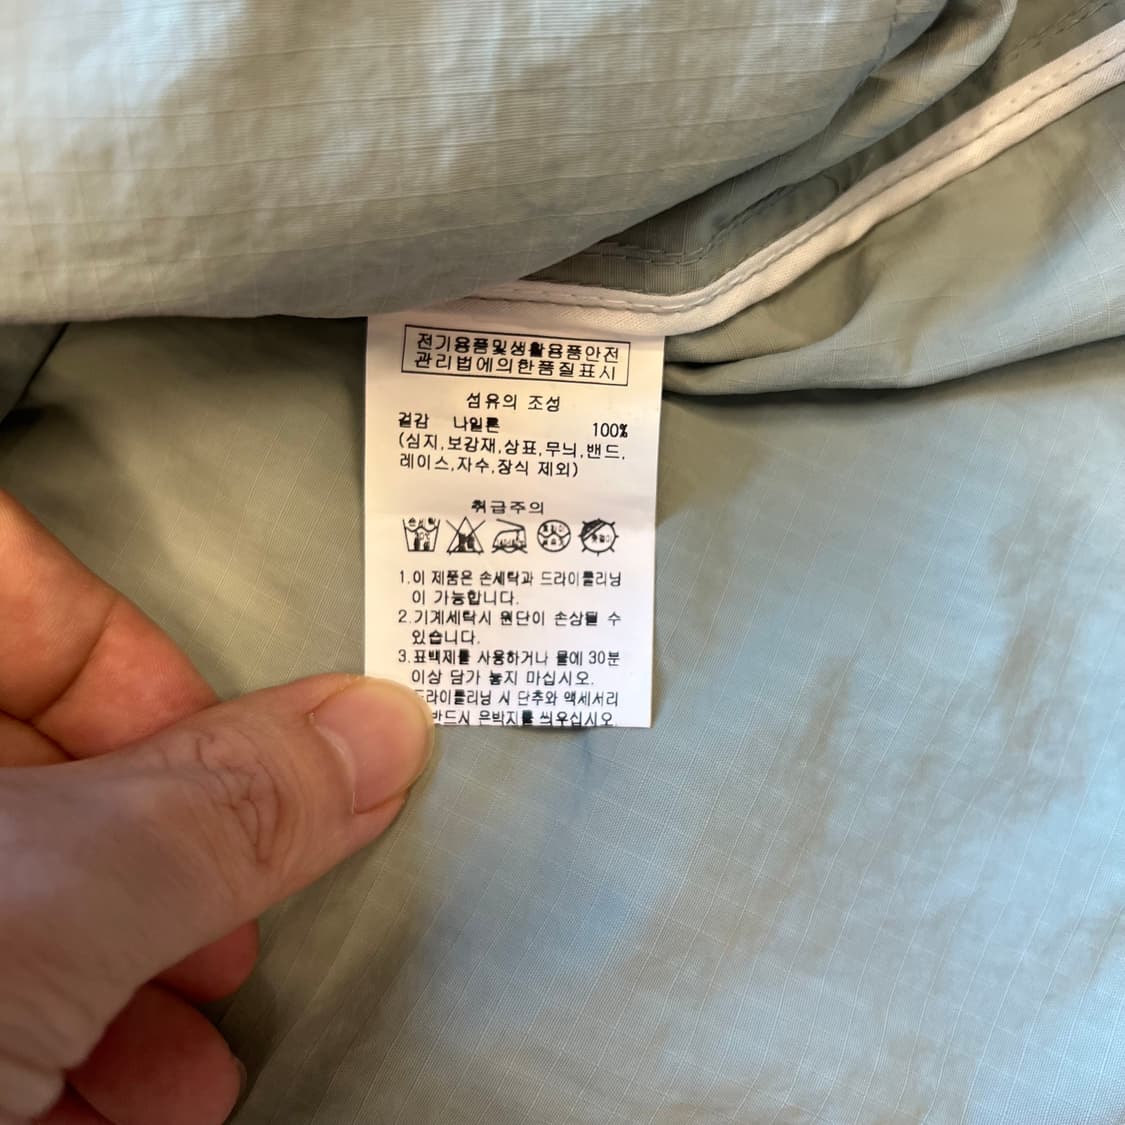 전기용품및생활용품안전
관리법에의한품질표시
섬유의 조성
겉감 나일론 100%
(심지,보강재,상표,무늬,밴드,
레이스,자수,장식 제외)
취급주의
손세탁
1.이 제품은 손세탁과 드라이클리닝
이 가능합니다.
2.기계세탁시 원단이 손상될 수
있습니다.
3.표백제를 사용하거나 물에 30분
이상 담가 놓지 마십시오.
드라이클리닝 시 단추와 액세서리
반드시 은박지를 씌우십시오.